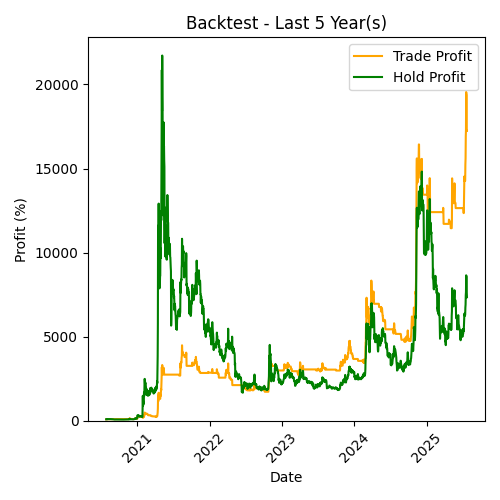 Backtest - Last 5 Year(s)
Trade Profit
Hold Profit
Profit (%)
20000
15000
10000
5000
0
2021
2022
2023
2024
2025
Date